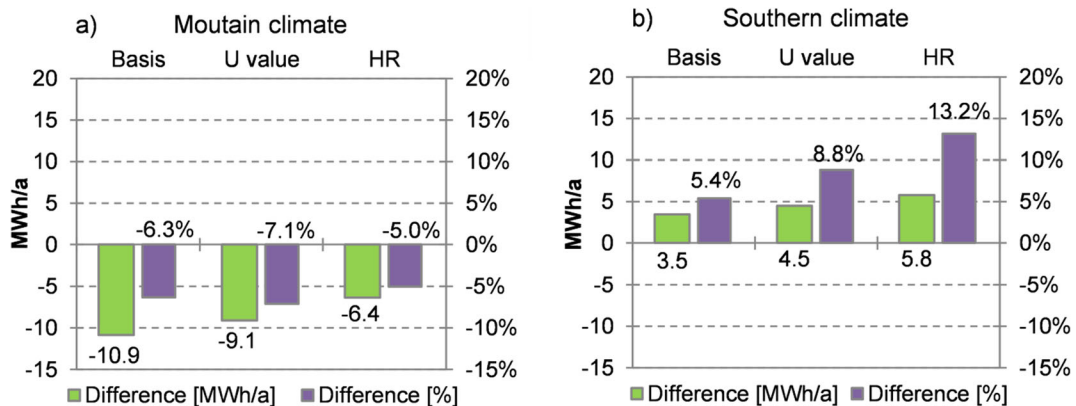 a) Moutain climate
Basis U value HR
20 20%
15 15%
10 10%
5 5%
0 0%
-5 -5%
-10 -10%
-15 -15%
MWh/a
-6.3% -7.1% -5.0%
-10.9 -9.1 -6.4
Difference [MWh/a] Difference [%]
b) Southern climate
Basis U value HR
20 20%
15 15%
10 10%
5 5%
0 0%
-5 -5%
-10 -10%
-15 -15%
MWh/a
5.4% 8.8% 13.2%
3.5 4.5 5.8
Difference [MWh/a] Difference [%]